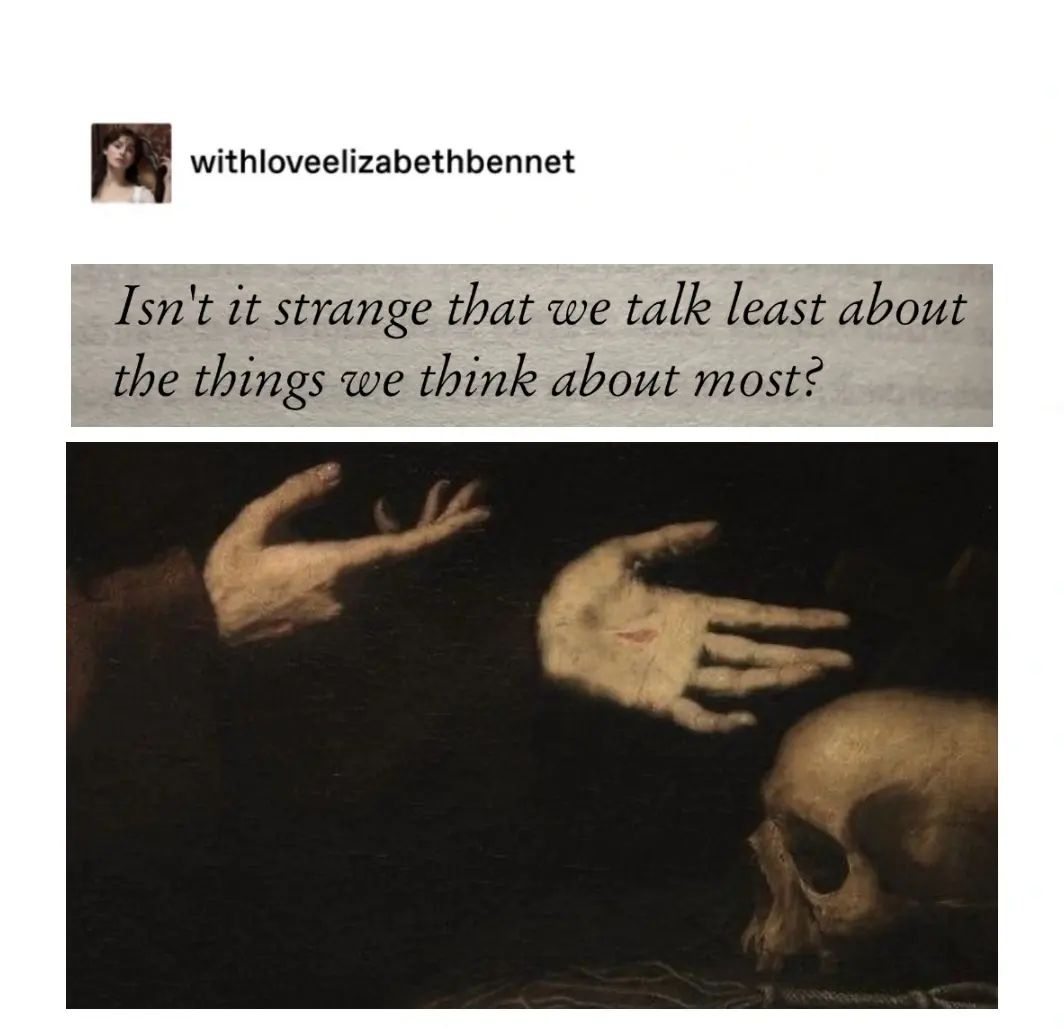 withloveelizabethbennet
Isn't it strange that we talk least about
the things we think about most?